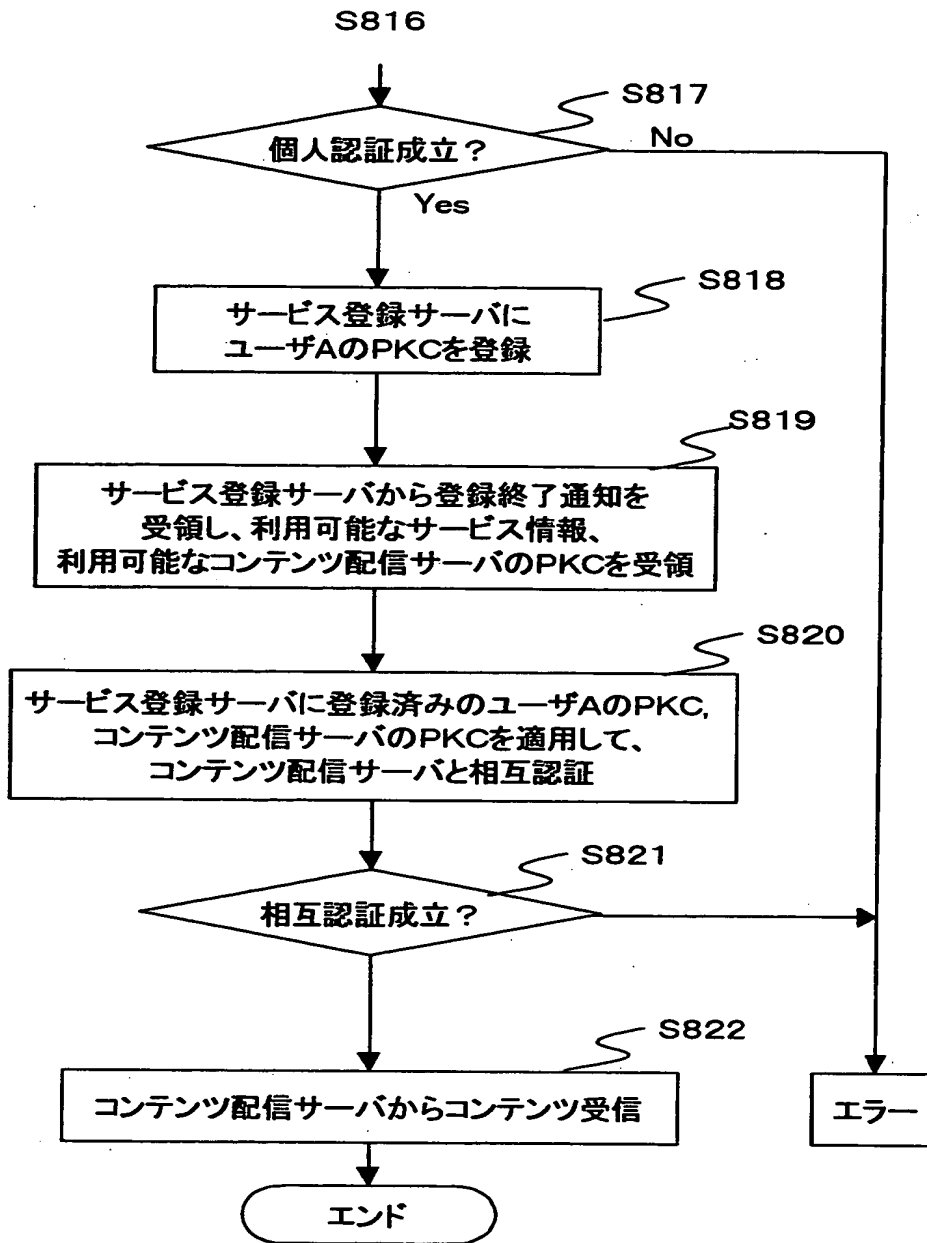 S816
S817
個人認証成立?
No
Yes
S818
サービス登録サーバに
ユーザAのPKCを登録
S819
サービス登録サーバから登録終了通知を
受領し、利用可能なサービス情報、
利用可能なコンテンツ配信サーバのPKCを受領
S820
サービス登録サーバに登録済みのユーザAのPKC,
コンテンツ配信サーバのPKCを適用して、
コンテンツ配信サーバと相互認証
S821
相互認証成立?
S822
コンテンツ配信サーバからコンテンツ受信
エラー
エンド